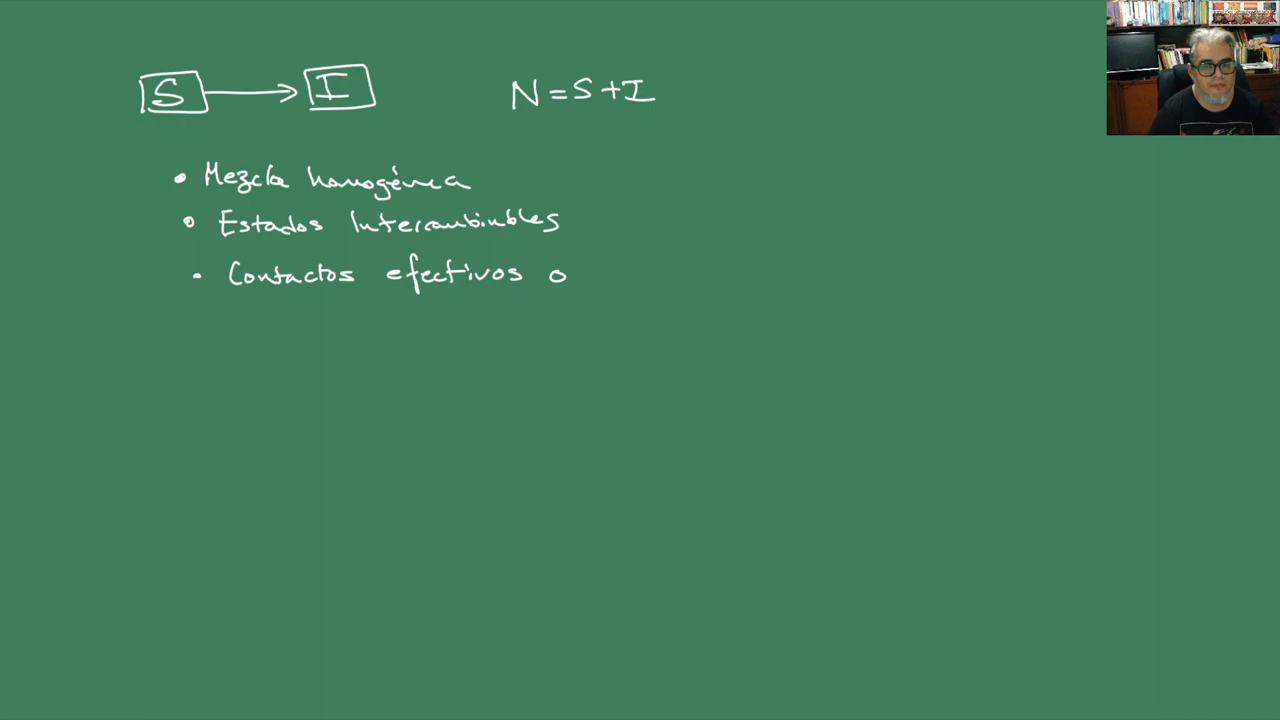 S → I N = S + I
• Mezcla homogénea
• Estados Intercambiables
• Contactos efectivos o